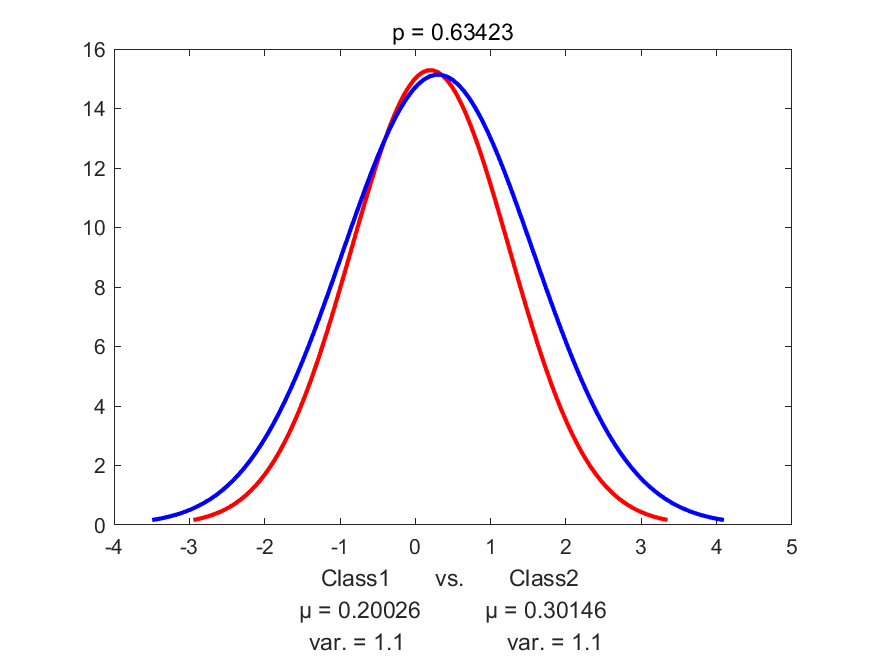 p = 0.63423
16
14
12
10
8
6
4
2
0
-4 -3 -2 -1 0 1 2 3 4 5
Class1 vs. Class2
μ = 0.20026 μ = 0.30146
var. = 1.1 var. = 1.1